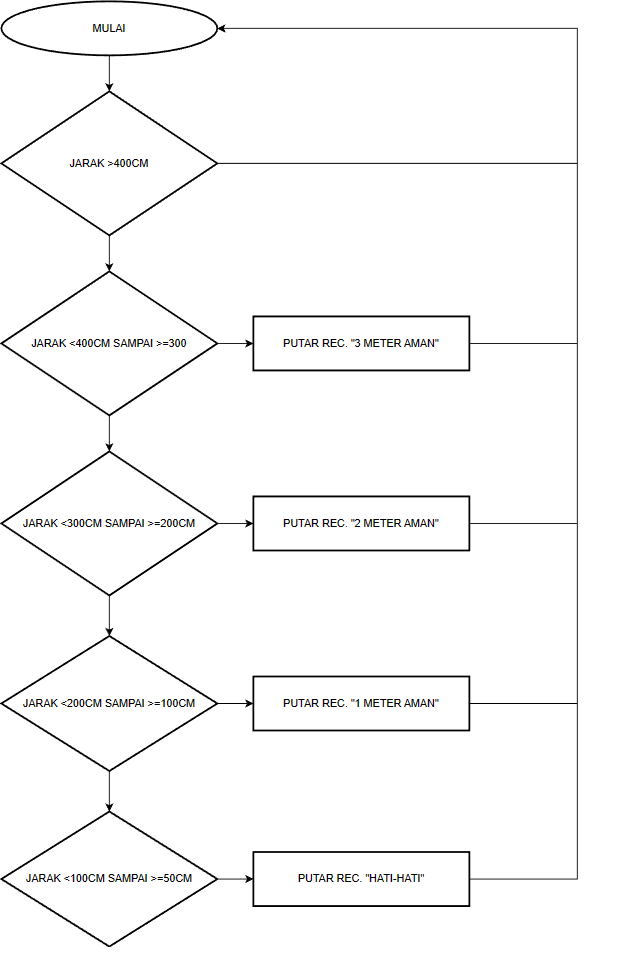 MULAI
JARAK >400CM
JARAK <400CM SAMPAI >=300
PUTAR REC. "3 METER AMAN"
JARAK <300CM SAMPAI >=200CM
PUTAR REC. "2 METER AMAN"
JARAK <200CM SAMPAI >=100CM
PUTAR REC. "1 METER AMAN"
JARAK <100CM SAMPAI >=50CM
PUTAR REC. "HATI-HATI"